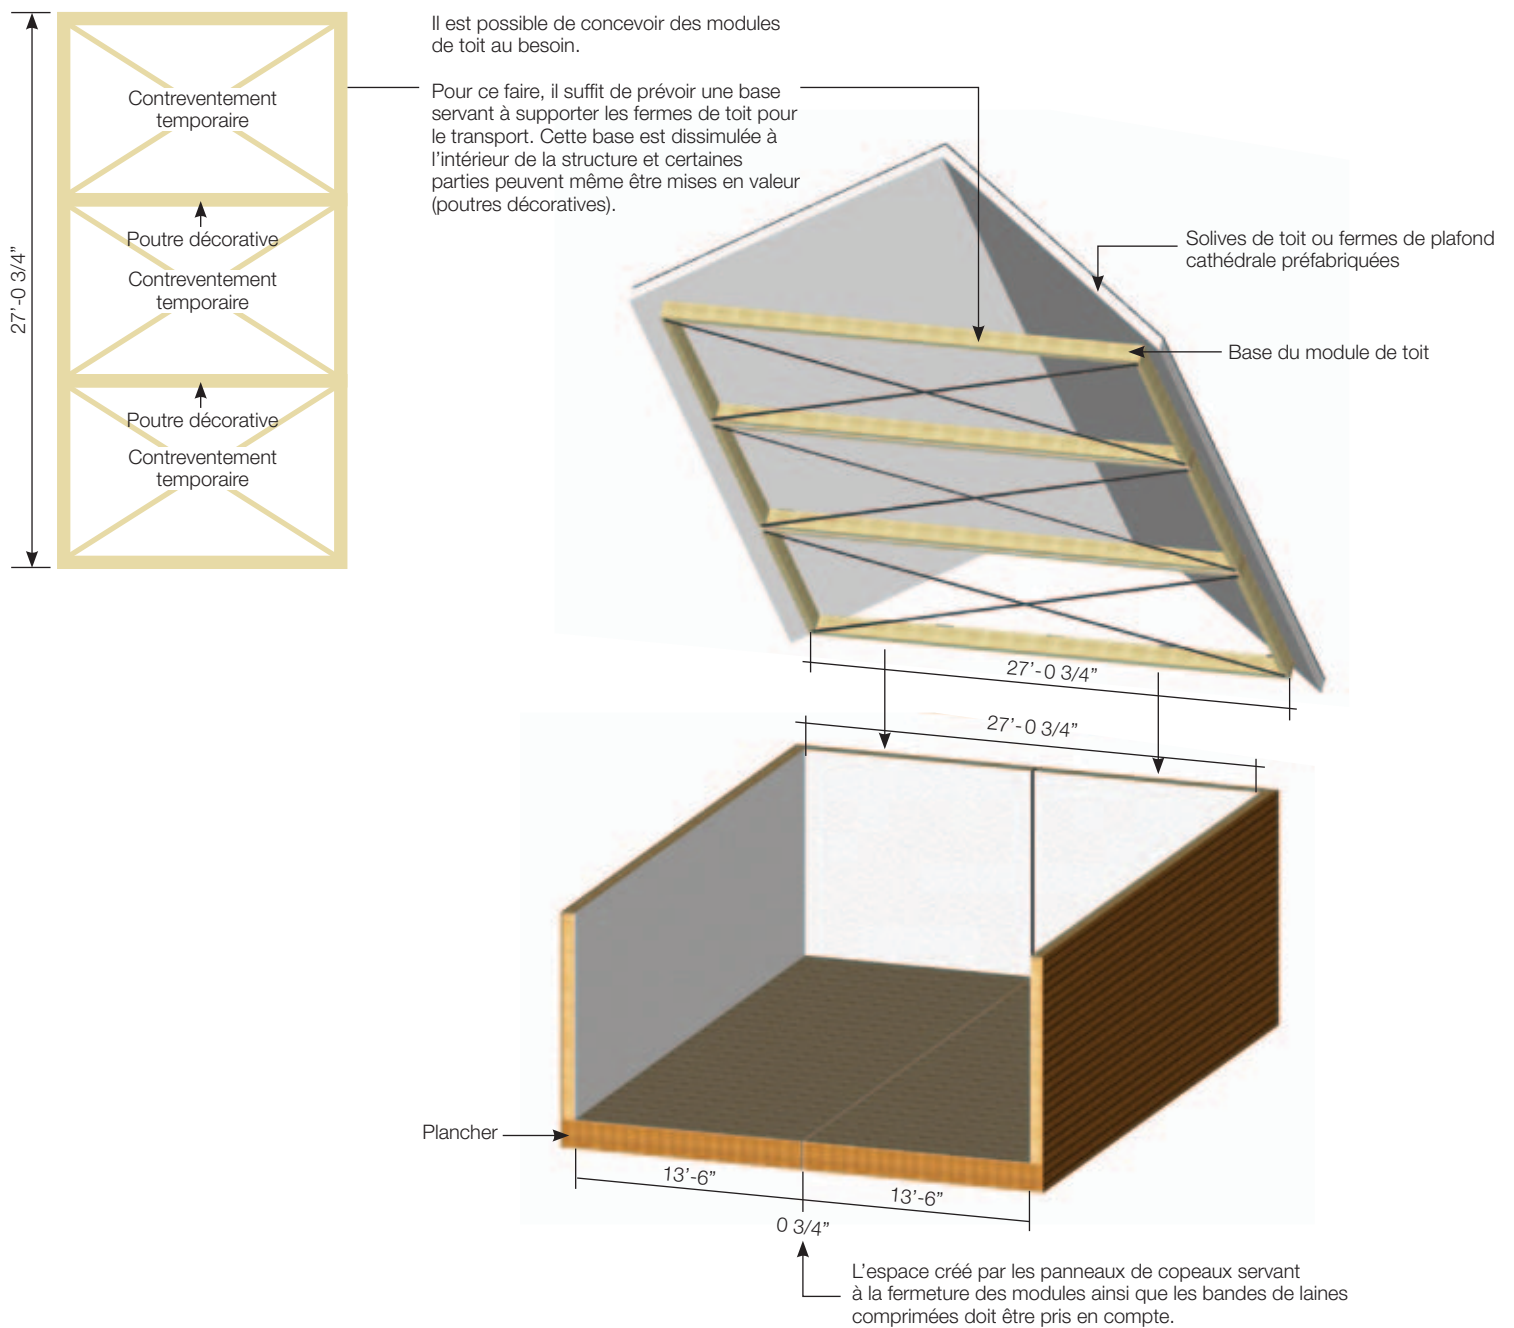 Il est possible de concevoir des modules
de toit au besoin.
Pour ce faire, il suffit de prévoir une base
servant à supporter les fermes de toit pour
le transport. Cette base est dissimulée à
l’intérieur de la structure et certaines
parties peuvent même être mises en valeur
(poutres décoratives).
27’-0 3/4”
Contreventement
temporaire
Poutre décorative
Contreventement
temporaire
Poutre décorative
Contreventement
temporaire
Solives de toit ou fermes de plafond
cathédrale préfabriquées
Base du module de toit
27’-0 3/4”
27’-0 3/4”
Plancher
13’-6”
13’-6”
0 3/4”
L’espace créé par les panneaux de copeaux servant
à la fermeture des modules ainsi que les bandes de laines
comprimées doit être pris en compte.